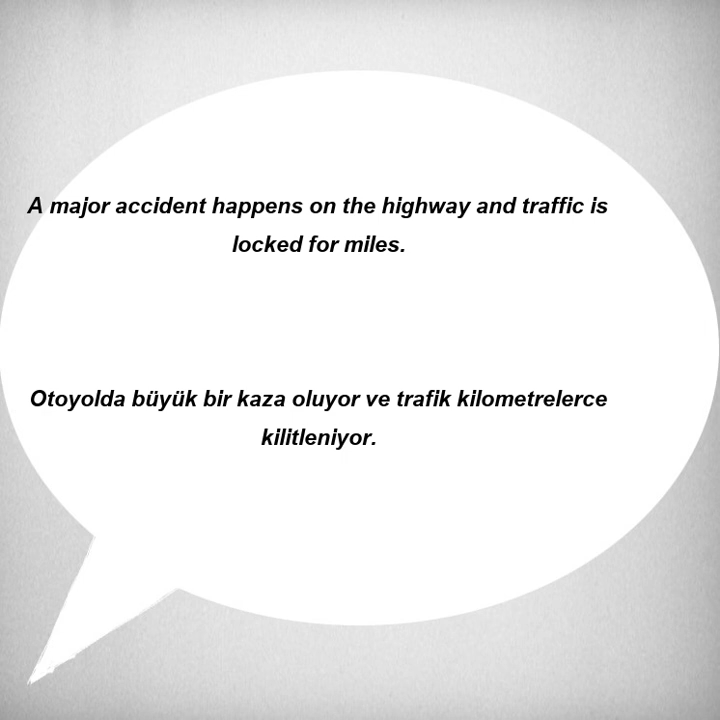 A major accident happens on the highway and traffic is
locked for miles.
Otoyolda büyük bir kaza oluyor ve trafik kilometrelerce
kilitleniyor.